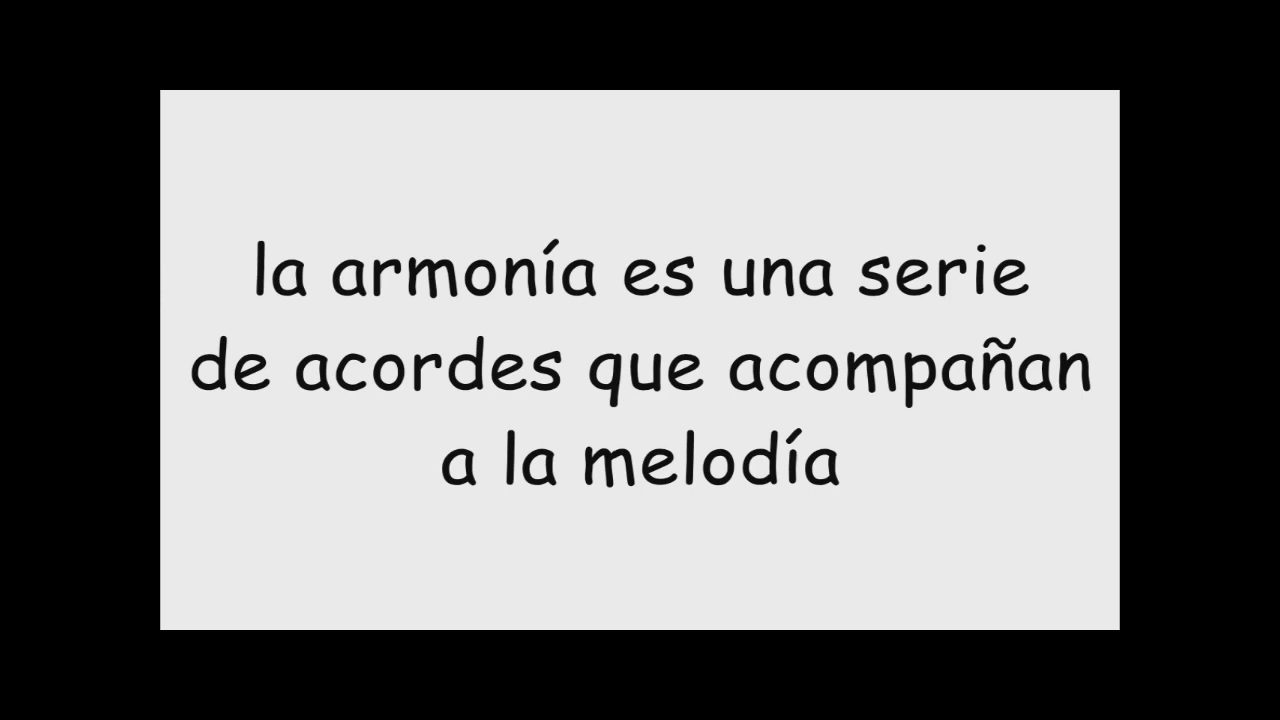 la armonía es una serie
de acordes que acompañan
a la melodía